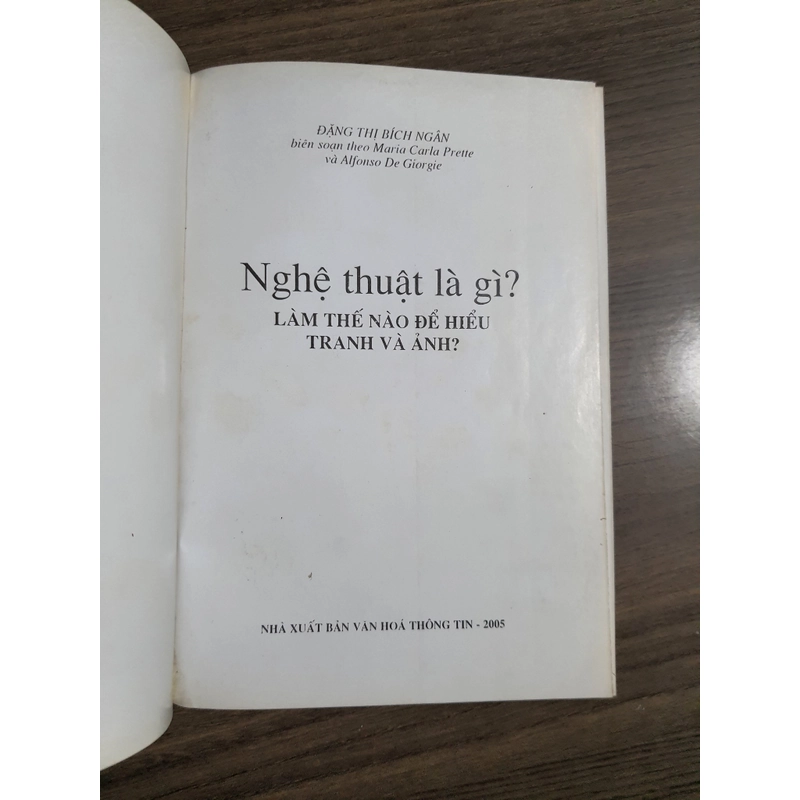 ĐẶNG THỊ BÍCH NGÂN
biên soạn theo Maria Carla Prette
và Alfonso De Giorgie
Nghệ thuật là gì?
LÀM THẾ NÀO ĐỂ HIỂU
TRANH VÀ ẢNH?
NHÀ XUẤT BẢN VĂN HOÁ THÔNG TIN - 2005